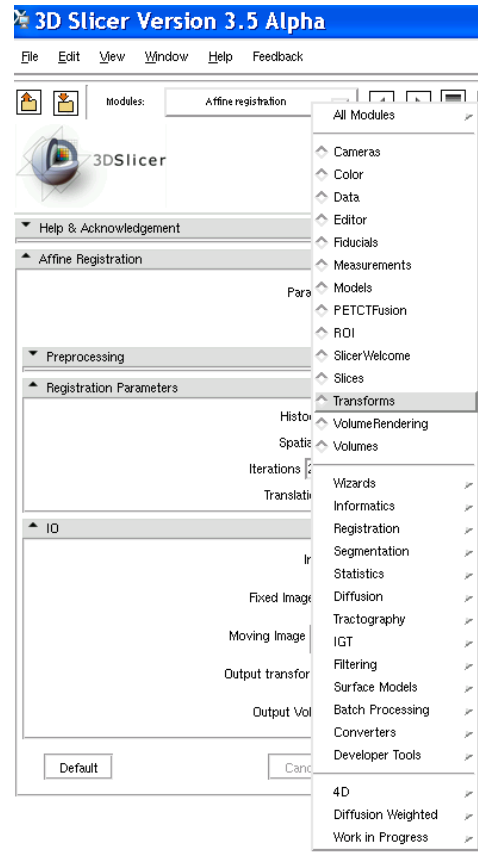 3D Slicer Version 3.5 Alpha
File Edit View Window Help Feedback
Modules: Affine registration
3DSlicer
Help & Acknowledgement
Affine Registration
Para
Preprocessing
Registration Parameters
Histo
Spatia
Iterations 2
Translatio
IO
Fixed Image
Moving Image
Output transfor
Output Vol
Default
Canc
All Modules
Cameras
Color
Data
Editor
Fiducials
Measurements
Models
PETCTFusion
ROI
SlicerWelcome
Slices
Transforms
VolumeRendering
Volumes
Wizards
Informatics
Registration
Segmentation
Statistics
Diffusion
Tractography
IGT
Filtering
Surface Models
Batch Processing
Converters
Developer Tools
4D
Diffusion Weighted
Work in Progress